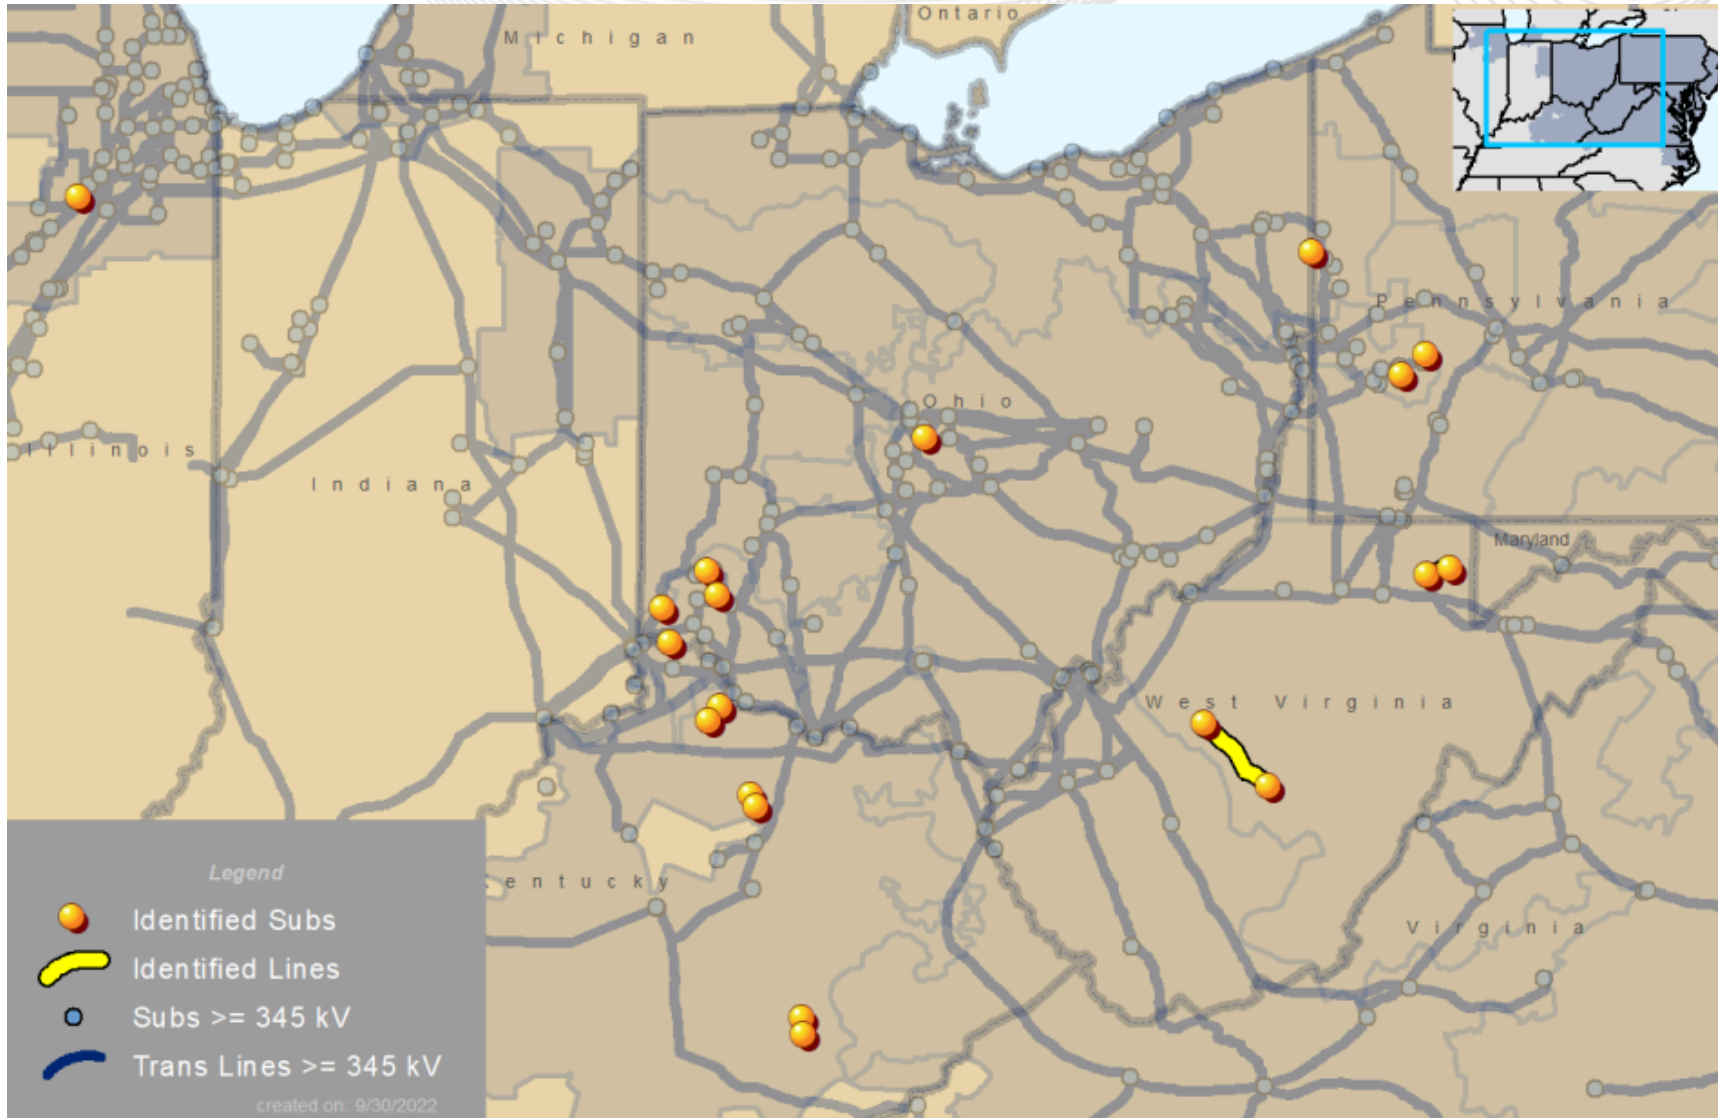 Ontario
Michigan
Pennsylvania
Ohio
Illinois
Indiana
Maryland
West Virginia
Kentucky
Virginia
Legend
Identified Subs
Identified Lines
Subs >= 345 kV
Trans Lines >= 345 kV
created on: 9/30/2022